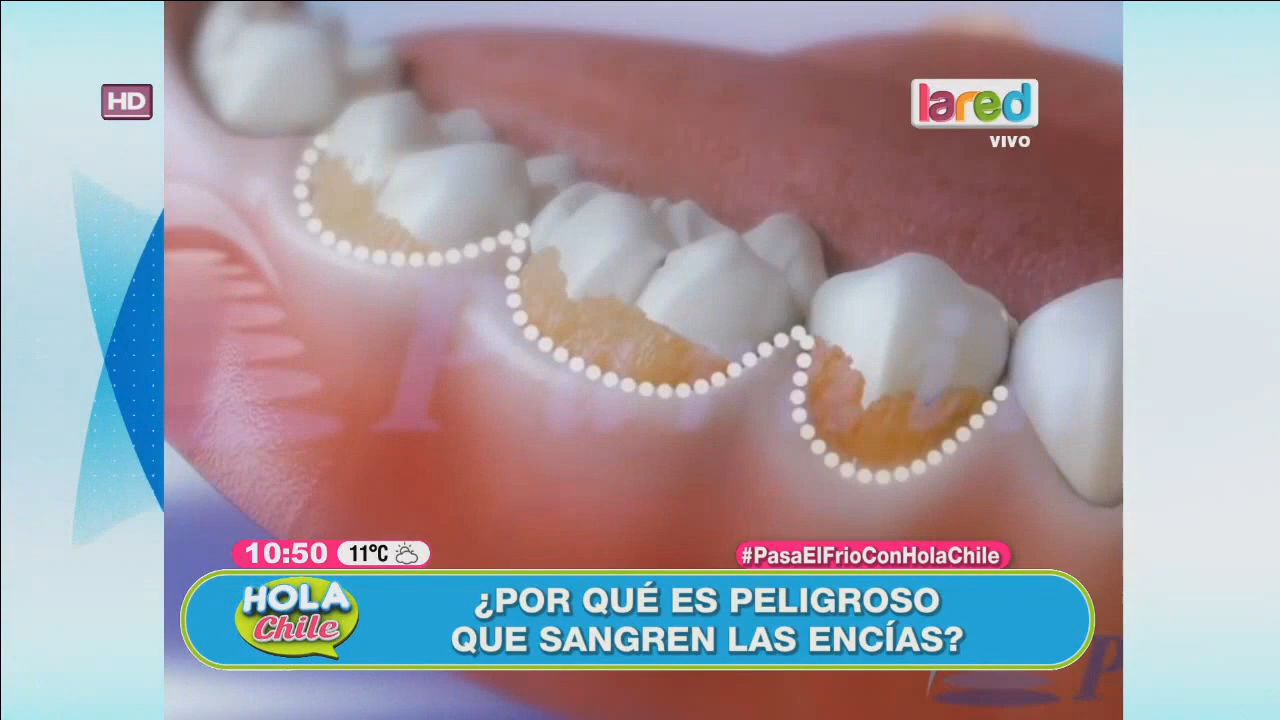 HD
lared
VIVO
10:50 11°C
#PasaElFrioConHolaChile
HOLA
Chile
¿POR QUÉ ES PELIGROSO
QUE SANGREN LAS ENCÍAS?